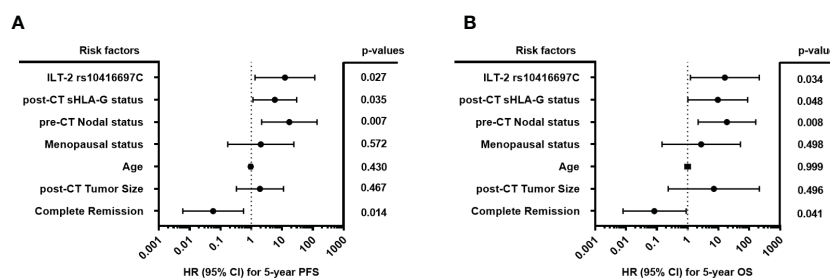 A
Risk factors p-values
ILT-2 rs10416697C 0.027
post-CT sHLA-G status 0.035
pre-CT Nodal status 0.007
Menopausal status 0.572
Age 0.430
post-CT Tumor Size 0.467
Complete Remission 0.014
0.001 0.01 0.1 1 10 100 1000
HR (95% CI) for 5-year PFS
B
Risk factors p-valu
ILT-2 rs10416697C 0.034
post-CT sHLA-G status 0.048
pre-CT Nodal status 0.008
Menopausal status 0.498
Age 0.999
post-CT Tumor Size 0.496
Complete Remission 0.041
0.001 0.01 0.1 1 10 100 1000
HR (95% CI) for 5-year OS